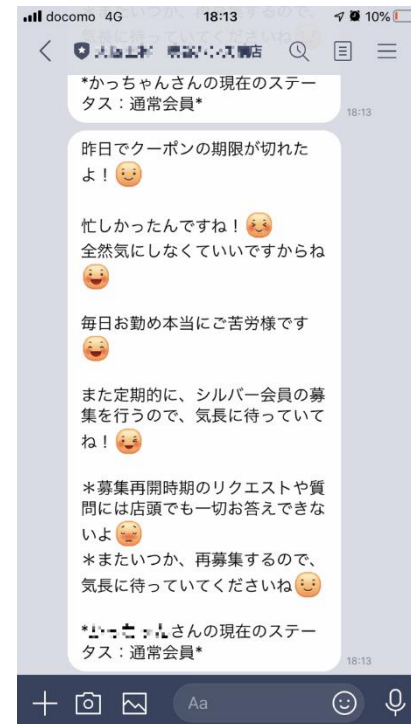 docomo 4G
18:13
10%
*かっちゃんさんの現在のステー
タス：通常会員*
18:13
昨日でクーポンの期限が切れた
よ！
忙しかったんですね！
全然気にしなくていいですからね
毎日お勤め本当にご苦労様です
また定期的に、シルバー会員の募
集を行うので、気長に待っていて
ね！
＊募集再開時期のリクエストや質
問には店頭でも一切お答えできな
いよ
＊またいつか、再募集するので、
気長に待っていてくださいね
さんの現在のステー
タス：通常会員*
18:13
Aa